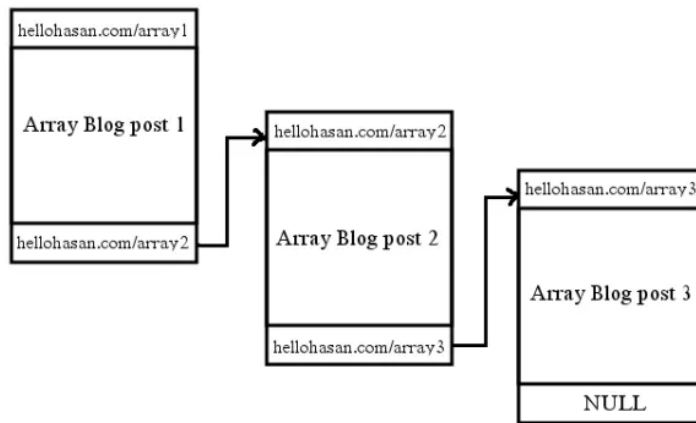 hellohasan.com/array1
Array Blog post 1
hellohasan.com/array2
hellohasan.com/array2
Array Blog post 2
hellohasan.com/array3
hellohasan.com/array3
Array Blog post 3
NULL